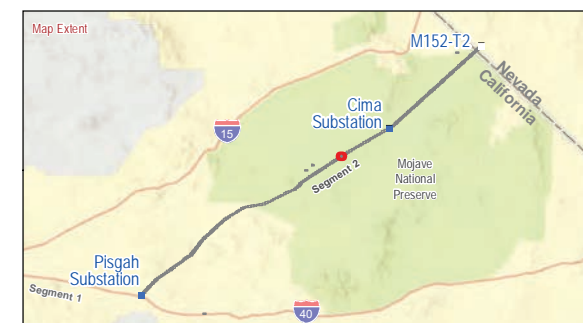 Map Extent
M152-T2
Nevada
California
Cima
Substation
15
Segment 2
Mojave
National
Preserve
Pisgah
Substation
Segment 1
40